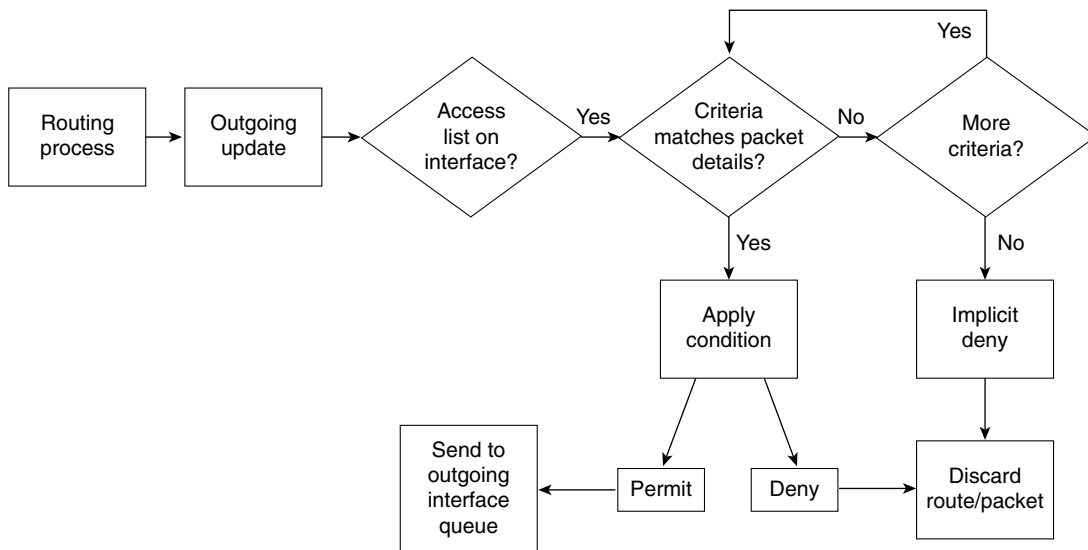 Yes
Routing
process
Outgoing
update
Access
list on
interface?
Yes
Criteria
matches packet
details?
No
More
criteria?
Yes
No
Apply
condition
Implicit
deny
Send to
outgoing
interface
queue
Permit
Deny
Discard
route/packet